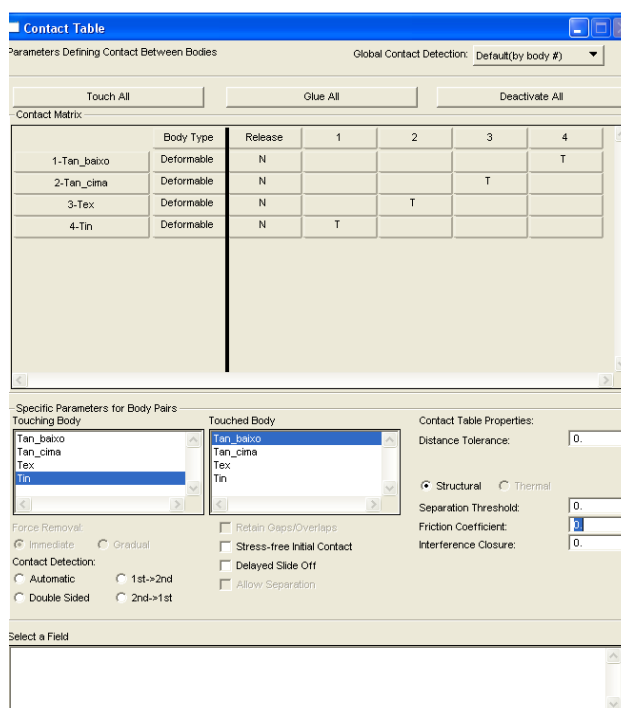 Contact Table
Parameters Defining Contact Between Bodies
Global Contact Detection: Default(by body #)
Touch All Glue All Deactivate All
Contact Matrix
Body Type Release 1 2 3 4
1-Tan_baixo Deformable N T
2-Tan_cima Deformable N T
3-Tex Deformable N T
4-Tin Deformable N T
Specific Parameters for Body Pairs
Touching Body Touched Body Contact Table Properties:
Tan_baixo Tan_baixo Distance Tolerance: 0.
Tan_cima Tan_cima
Tex Tex
Tin Tin Structural Thermal
Separation Threshold: 0.
Force Removal: Retain Gaps/Overlaps Friction Coefficient: 0.
Immediate Gradual Stress-free Initial Contact Interference Closure: 0.
Contact Detection: Delayed Slide Off
Automatic 1st->2nd Allow Separation
Double Sided 2nd->1st
Select a Field